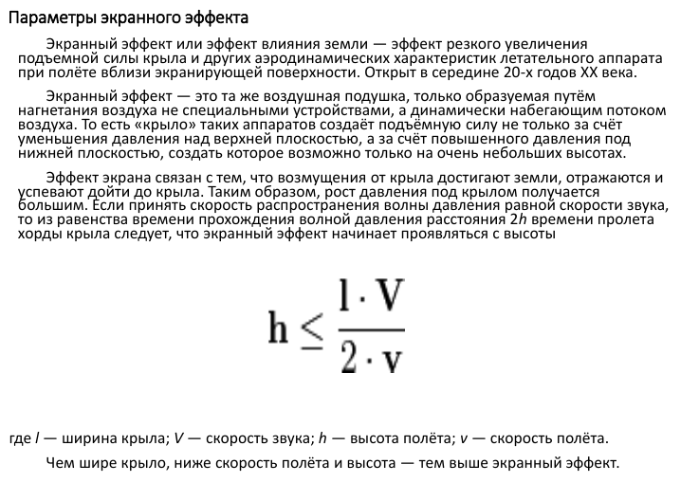 Параметры экранного эффекта
Экранный эффект или эффект влияния земли — эффект резкого увеличения
подъемной силы крыла и других аэродинамических характеристик летательного аппарата
при полёте вблизи экранирующей поверхности. Открыт в середине 20-х годов XX века.
Экранный эффект — это та же воздушная подушка, только образуемая путём
нагнетания воздуха не специальными устройствами, а динамически набегающим потоком
воздуха. То есть «крыло» таких аппаратов создаёт подъёмную силу не только за счёт
уменьшения давления над верхней плоскостью, а за счёт повышенного давления под
нижней плоскостью, создать которое возможно только на очень небольших высотах.
Эффект экрана связан с тем, что возмущения от крыла достигают земли, отражаются и
успевают дойти до крыла. Таким образом, рост давления под крылом получается
большим. Если принять скорость распространения волны давления равной скорости звука,
то из равенства времени прохождения волной давления расстояния 2h времени пролета
хорды крыла следует, что экранный эффект начинает проявляться с высоты
h ≤ l · V / 2 · v
где l — ширина крыла; V — скорость звука; h — высота полёта; v — скорость полёта.
Чем шире крыло, ниже скорость полёта и высота — тем выше экранный эффект.